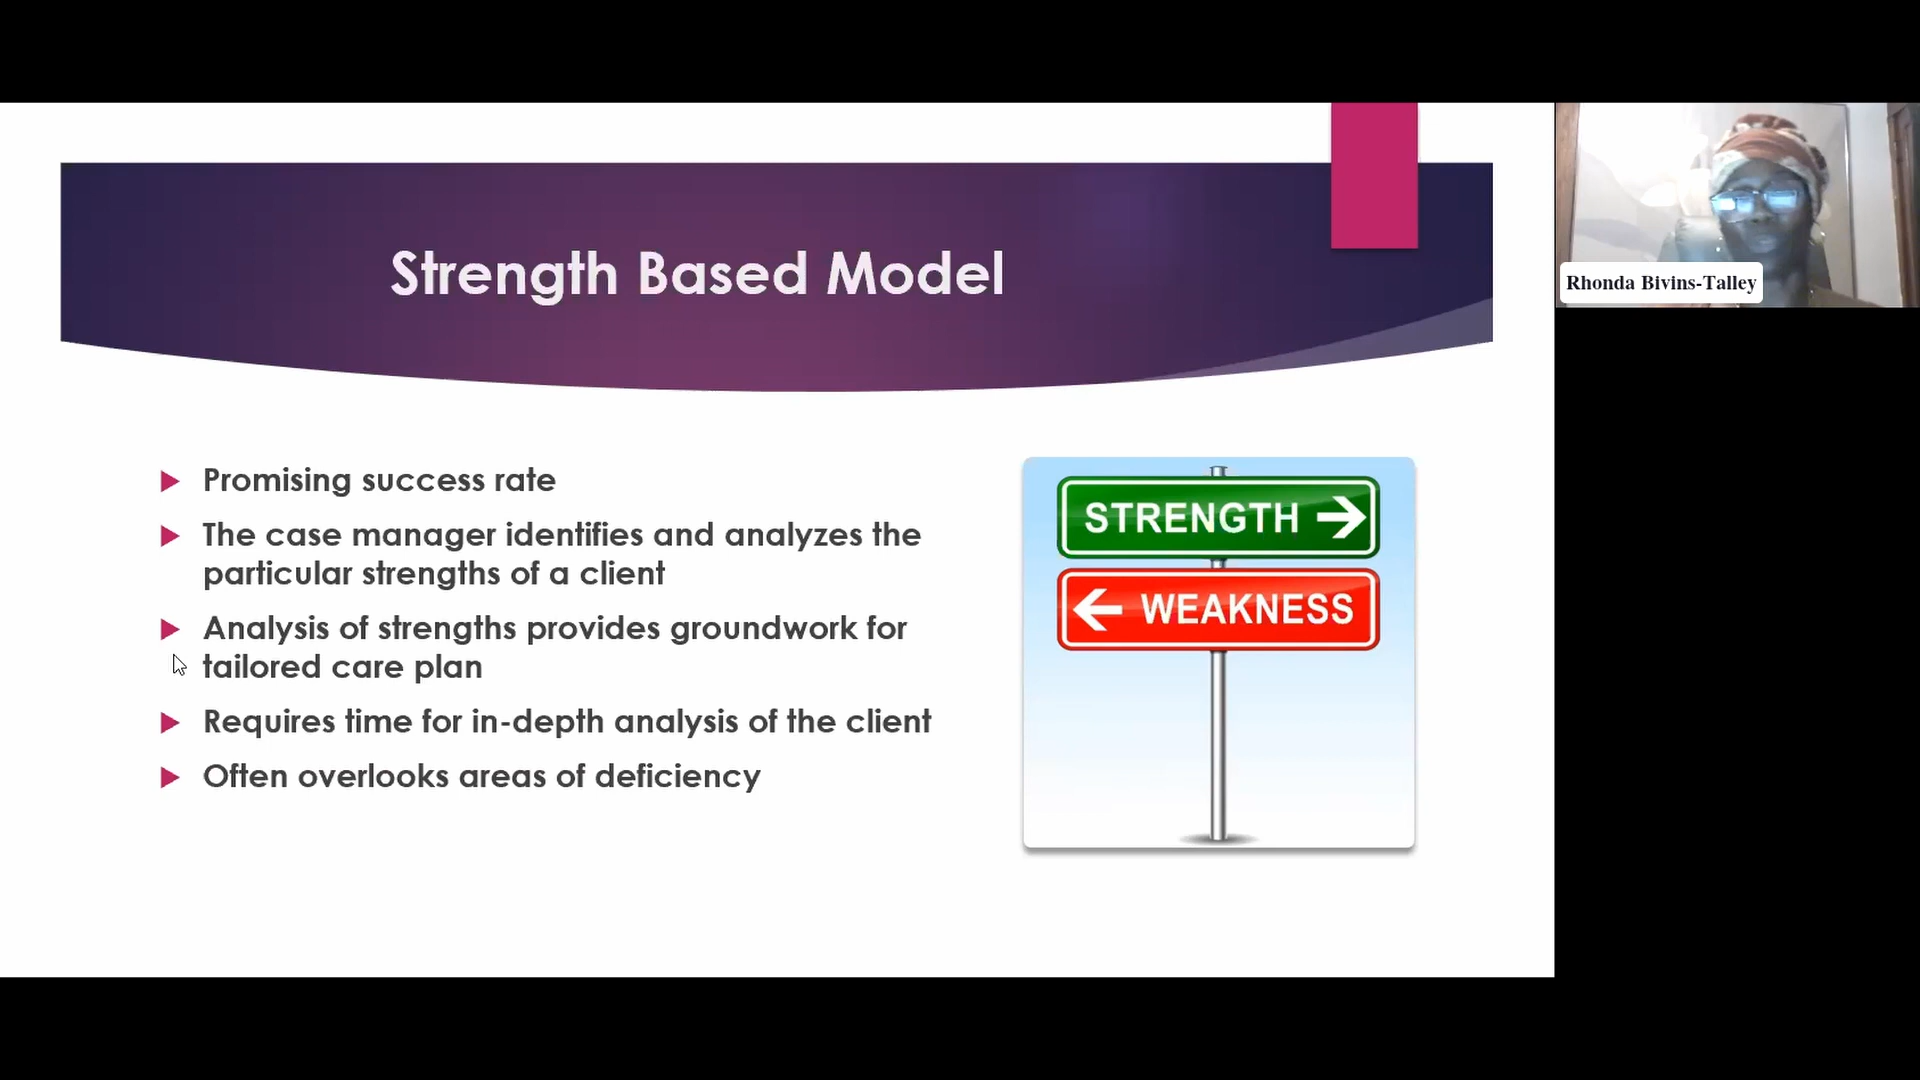 Strength Based Model
Promising success rate
The case manager identifies and analyzes the
particular strengths of a client
Analysis of strengths provides groundwork for
tailored care plan
Requires time for in-depth analysis of the client
Often overlooks areas of deficiency
STRENGTH
WEAKNESS
Rhonda Bivins-Talley